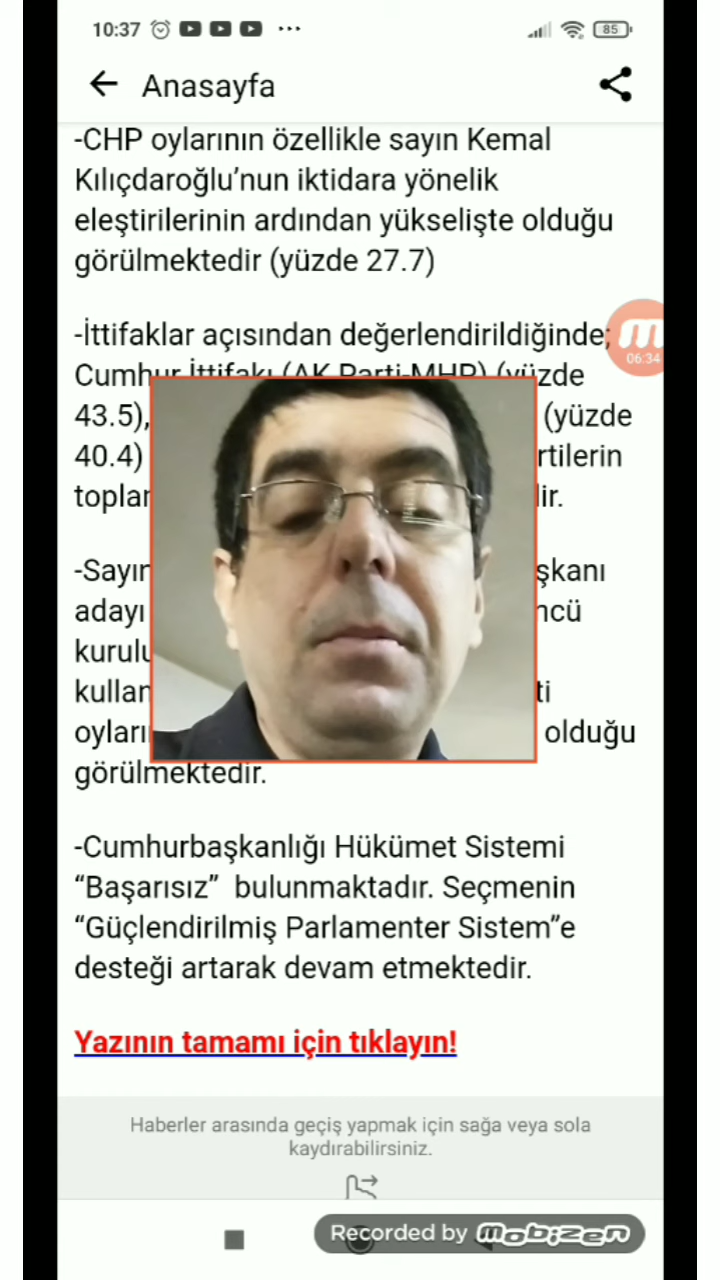 10:37
85
Anasayfa
-CHP oylarının özellikle sayın Kemal
Kılıçdaroğlu’nun iktidara yönelik
eleştirilerinin ardından yükselişte olduğu
görülmektedir (yüzde 27.7)
-İttifaklar açısından değerlendirildiğinde;
06:34
Cumhur İttifakı (AK Parti-MHP) (yüzde
43.5), (yüzde
40.4) rtilerin
toplan lir.
-Sayın şkanı
adayı ncü
kurulu
kullan ti
oyları olduğu
görülmektedir.
-Cumhurbaşkanlığı Hükümet Sistemi
“Başarısız” bulunmaktadır. Seçmenin
“Güçlendirilmiş Parlamenter Sistem”e
desteği artarak devam etmektedir.
Yazının tamamı için tıklayın!
Haberler arasında geçiş yapmak için sağa veya sola
kaydırabilirsiniz.
Recorded by mobizen